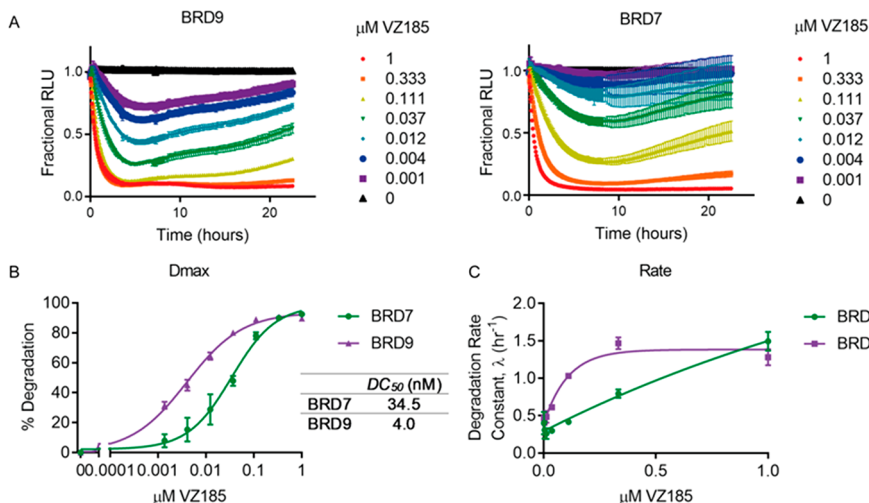 A
BRD9
μM VZ185
BRD7
μM VZ185
Fractional RLU
1.0
0.5
0.0
0
10
20
Time (hours)
1
0.333
0.111
0.037
0.012
0.004
0.001
0
Fractional RLU
1.0
0.5
0.0
0
10
20
Time (hours)
1
0.333
0.111
0.037
0.012
0.004
0.001
0
B
Dmax
% Degradation
100
80
60
40
20
0
0
0.0001
0.001
0.01
0.1
1
μM VZ185
BRD7
BRD9
DC50 (nM)
BRD7 34.5
BRD9 4.0
C
Rate
Degradation Rate
Constant, λ (hr-1)
2.0
1.5
1.0
0.5
0.0
0.0
0.5
1.0
μM VZ185
BRD
BRD